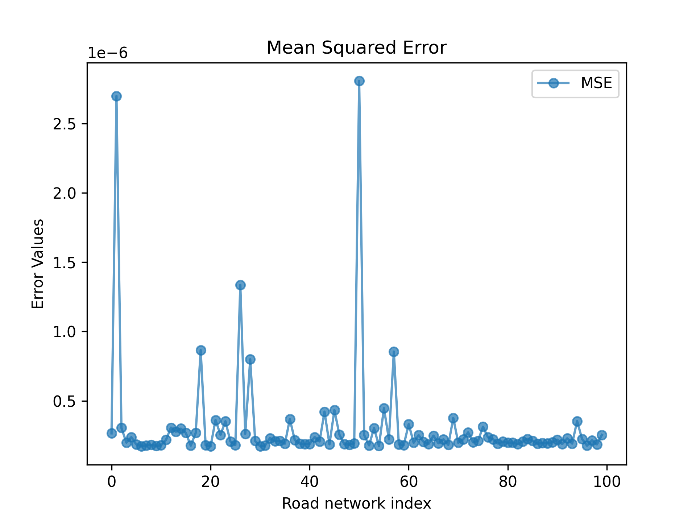 Mean Squared Error
1e−6
MSE
2.5
2.0
1.5
1.0
0.5
Error Values
0 20 40 60 80 100
Road network index